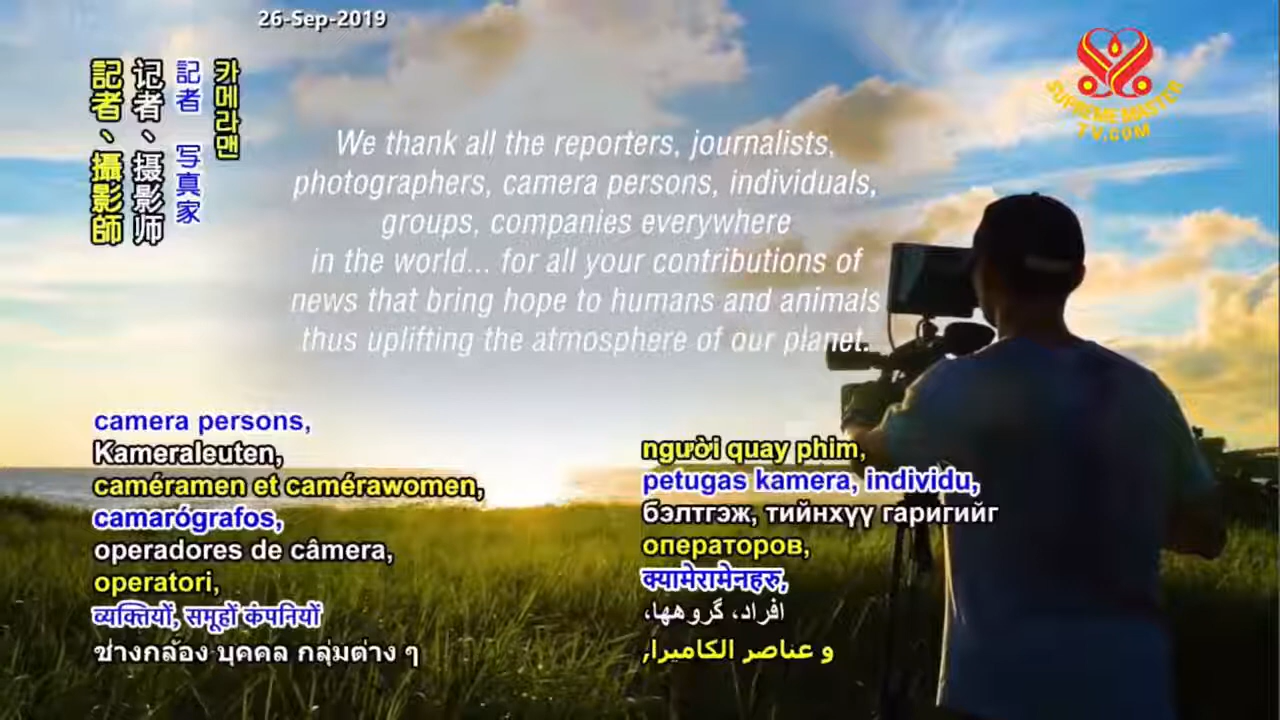 26-Sep-2019
SUPREME MASTER
TV.COM
記者、攝影師
记者、摄影师
記者 写真家
카메라맨
We thank all the reporters, journalists,
photographers, camera persons, individuals,
groups, companies everywhere
in the world... for all your contributions of
news that bring hope to humans and animals
thus uplifting the atmosphere of our planet.
camera persons,
Kameraleuten,
caméramen et camérawomen,
camarógrafos,
operadores de câmera,
operatori,
व्यक्तियों, समूहों कंपनियों
ช่างกล้อง บุคคล กลุ่มต่าง ๆ
người quay phim,
petugas kamera, individu,
бэлтгэж, тийнхүү гаригийг
операторов,
क्यामेरामेनहरु,
افراد، گروهها،
و عناصر الكاميرا,